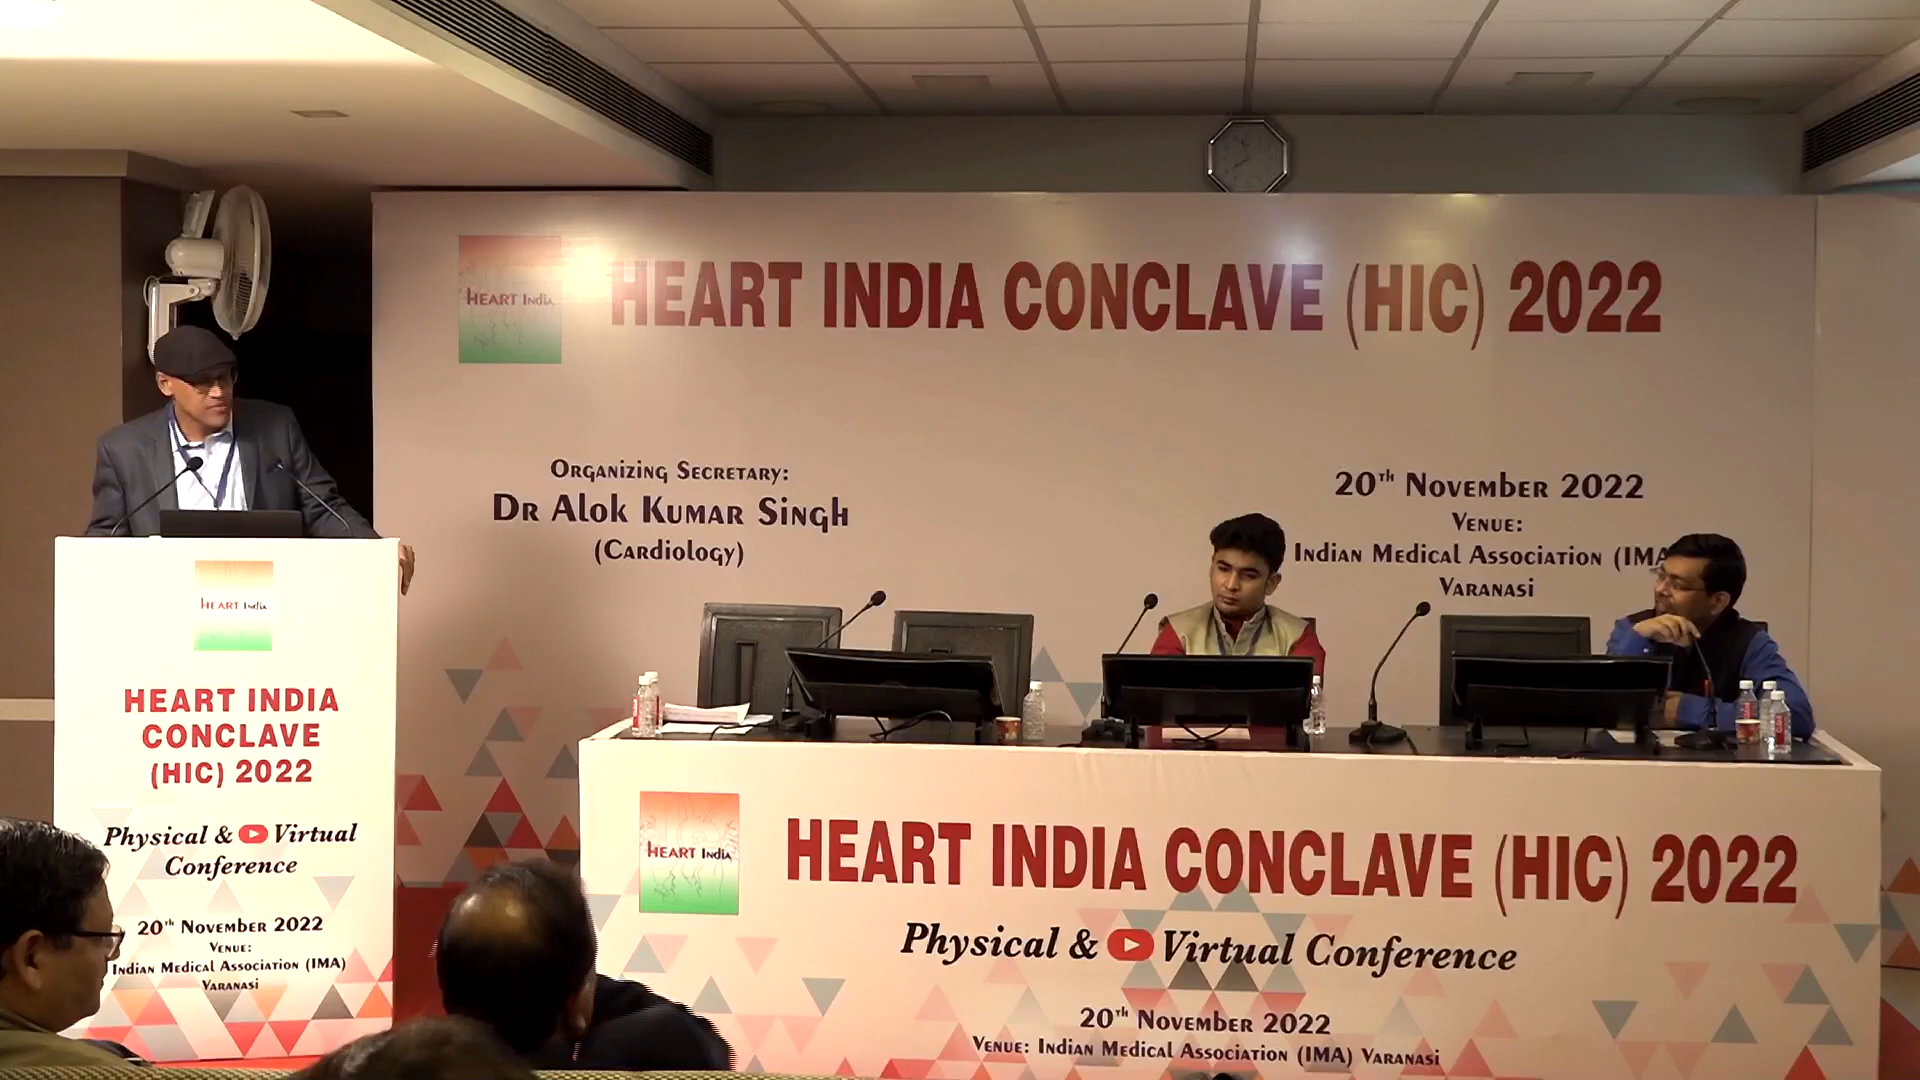 HEART India
HEART INDIA CONCLAVE (HIC) 2022
Organizing Secretary:
Dr Alok Kumar Singh
(Cardiology)
20th November 2022
Venue:
Indian Medical Association (IMA
Varanasi
HEART India
HEART INDIA
CONCLAVE
(HIC) 2022
Physical & Virtual
Conference
20th November 2022
Venue:
Indian Medical Association (IMA)
Varanasi
HEART India
HEART INDIA CONCLAVE (HIC) 2022
Physical & Virtual Conference
20th November 2022
Venue: Indian Medical Association (IMA) Varanasi